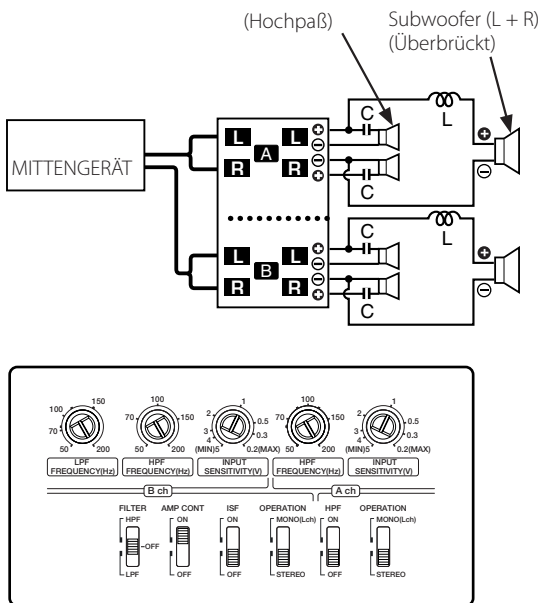 (Hochpaß)
Subwoofer (L + R)
(Überbrückt)
MITTENGERÄT
L L
A
R R
L L
B
R R
⊕
⊖
⊖
⊕
⊕
⊖
⊖
⊕
C
C
L
⊕
⊖
C
C
L
⊕
⊖
50 70 100 150 200
LPF
FREQUENCY(Hz)
50 70 100 150 200
HPF
FREQUENCY(Hz)
(MIN)5 4 3 2 1 0.5 0.3 0.2(MAX)
INPUT
SENSITIVITY(V)
50 70 100 150 200
HPF
FREQUENCY(Hz)
(MIN)5 4 3 2 1 0.5 0.3 0.2(MAX)
INPUT
SENSITIVITY(V)
B ch
A ch
FILTER
HPF
OFF
LPF
AMP CONT
ON
OFF
ISF
ON
OFF
OPERATION
MONO(Lch)
STEREO
HPF
ON
OFF
OPERATION
MONO(Lch)
STEREO